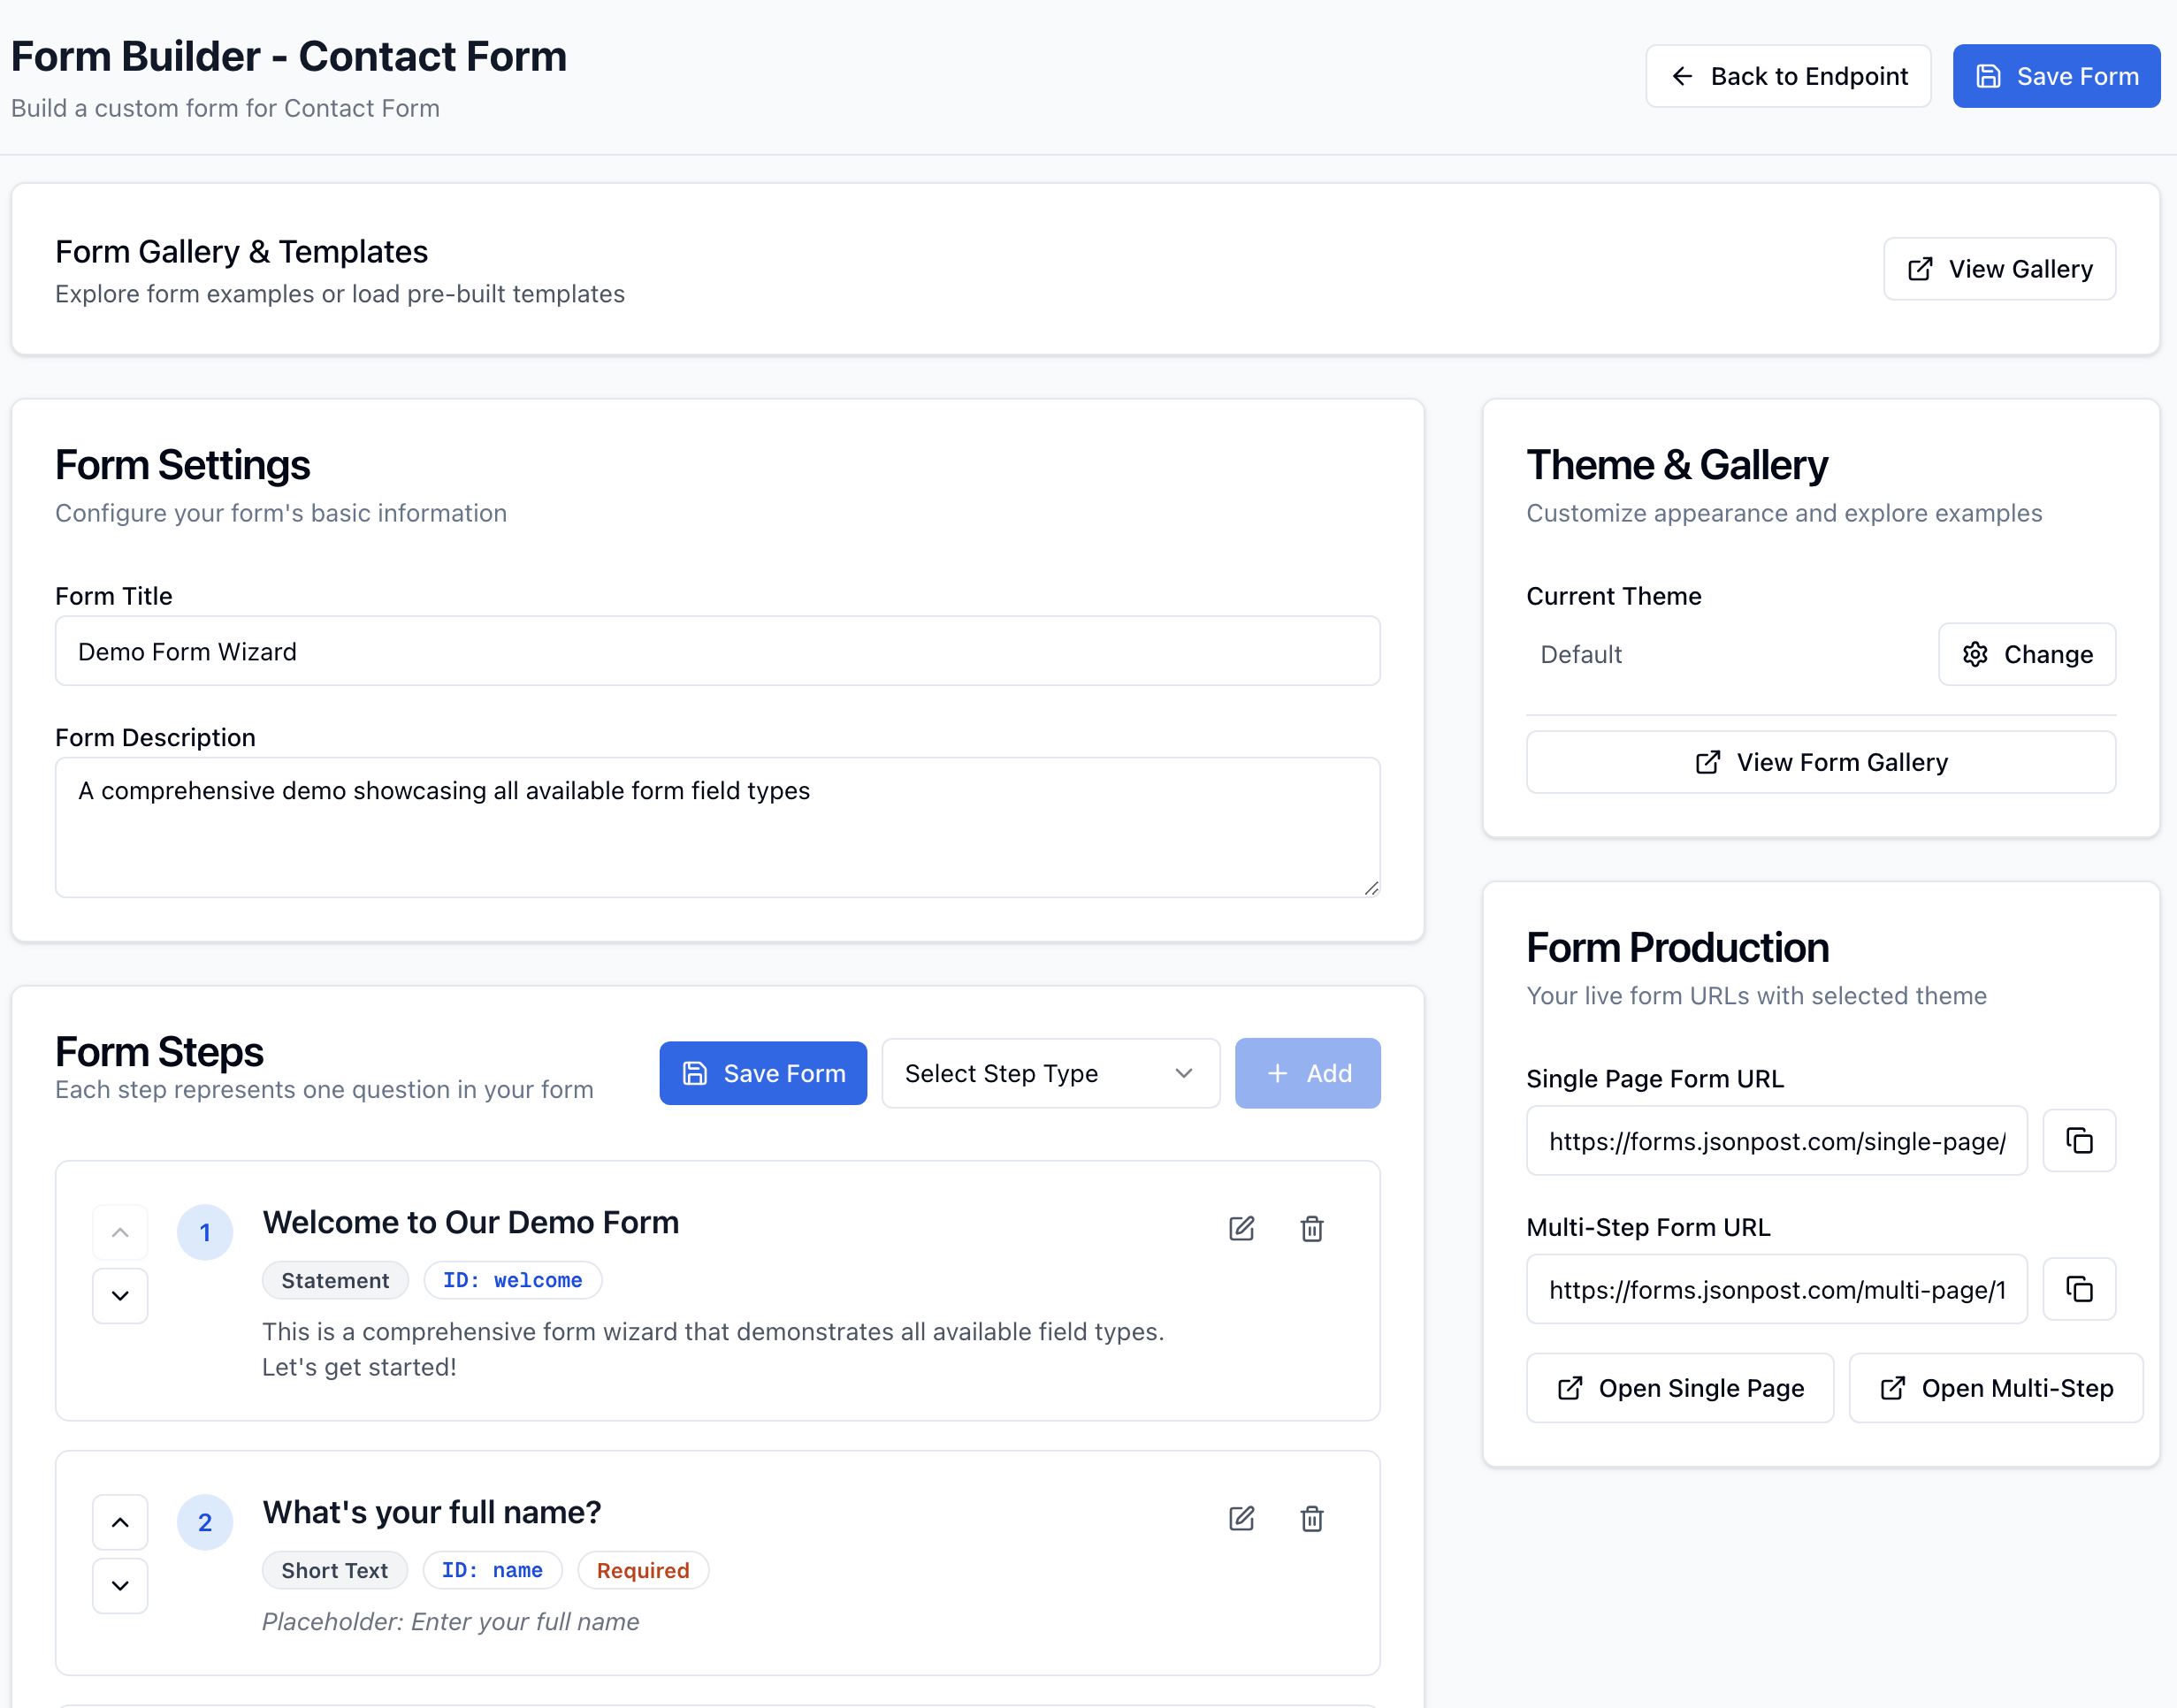 Form Builder - Contact Form
Build a custom form for Contact Form
Back to Endpoint
Save Form
Form Gallery & Templates
Explore form examples or load pre-built templates
View Gallery
Form Settings
Configure your form's basic information
Form Title
Demo Form Wizard
Form Description
A comprehensive demo showcasing all available form field types
Theme & Gallery
Customize appearance and explore examples
Current Theme
Default
Change
View Form Gallery
Form Production
Your live form URLs with selected theme
Single Page Form URL
https://forms.jsonpost.com/single-page/
Multi-Step Form URL
https://forms.jsonpost.com/multi-page/1
Open Single Page
Open Multi-Step
Form Steps
Each step represents one question in your form
Save Form
Select Step Type
Add
1
Welcome to Our Demo Form
Statement
ID: welcome
This is a comprehensive form wizard that demonstrates all available field types.
Let's get started!
2
What's your full name?
Short Text
ID: name
Required
Placeholder: Enter your full name